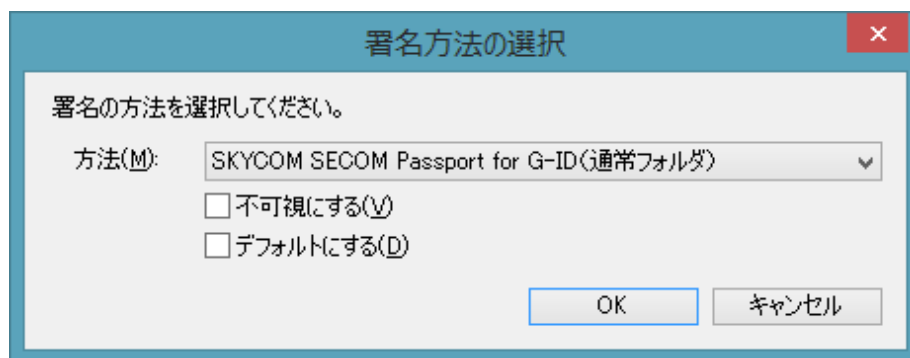 署名方法の選択
署名の方法を選択してください。
方法(M): SKYCOM SECOM Passport for G-ID(通常フォルダ)
不可視にする(V)
デフォルトにする(D)
OK キャンセル